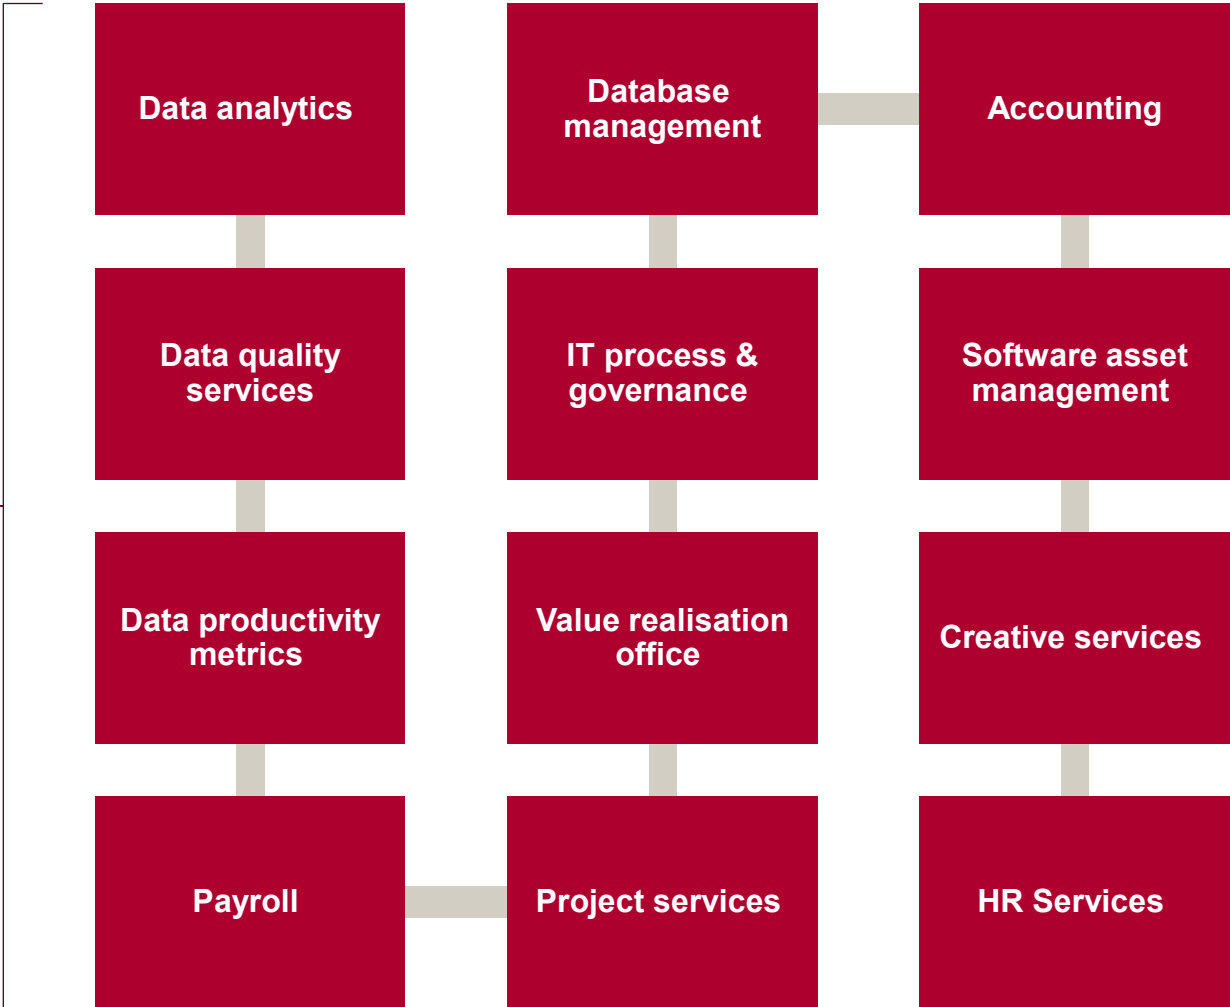 Data analytics
Data quality
services
Data productivity
metrics
Payroll
Project services
Value realisation
office
IT process &
governance
Database
management
Accounting
Software asset
management
Creative services
HR Services